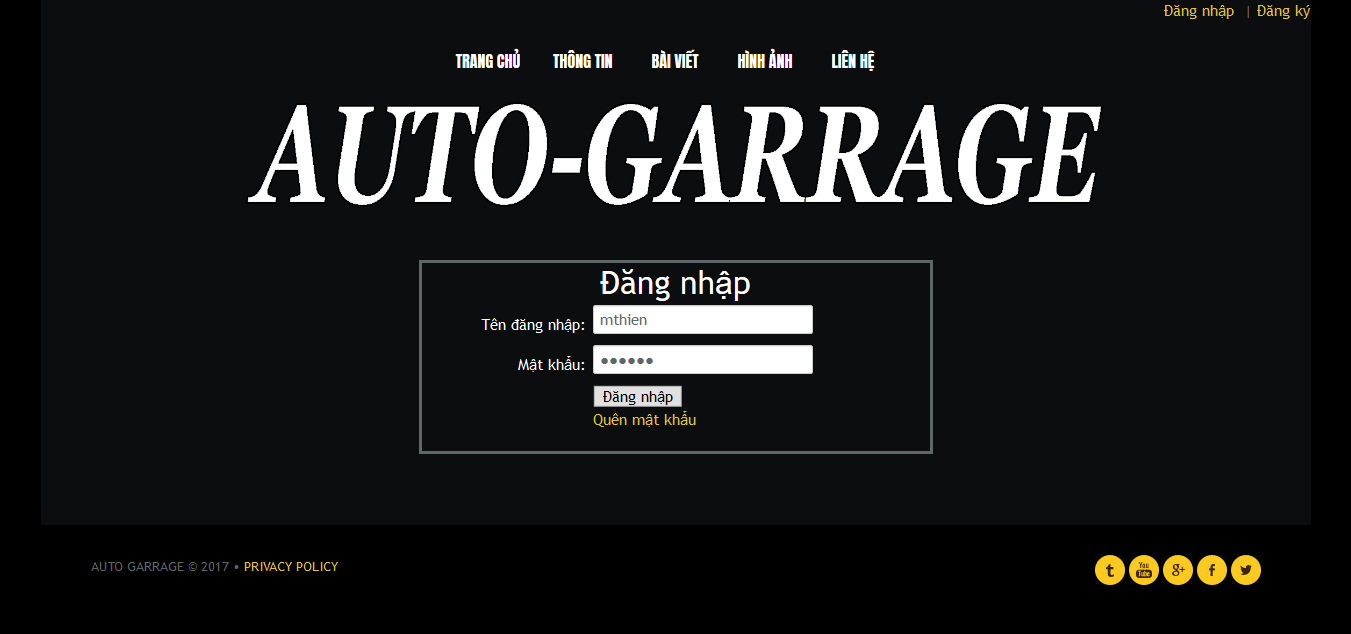 Đăng nhập | Đăng ký
TRANG CHỦ THÔNG TIN BÀI VIẾT HÌNH ẢNH LIÊN HỆ
AUTO-GARRAGE
Đăng nhập
Tên đăng nhập: mthien
Mật khẩu: ●●●●●●
Đăng nhập
Quên mật khẩu
AUTO GARRAGE © 2017 • PRIVACY POLICY t You Tube g+ f